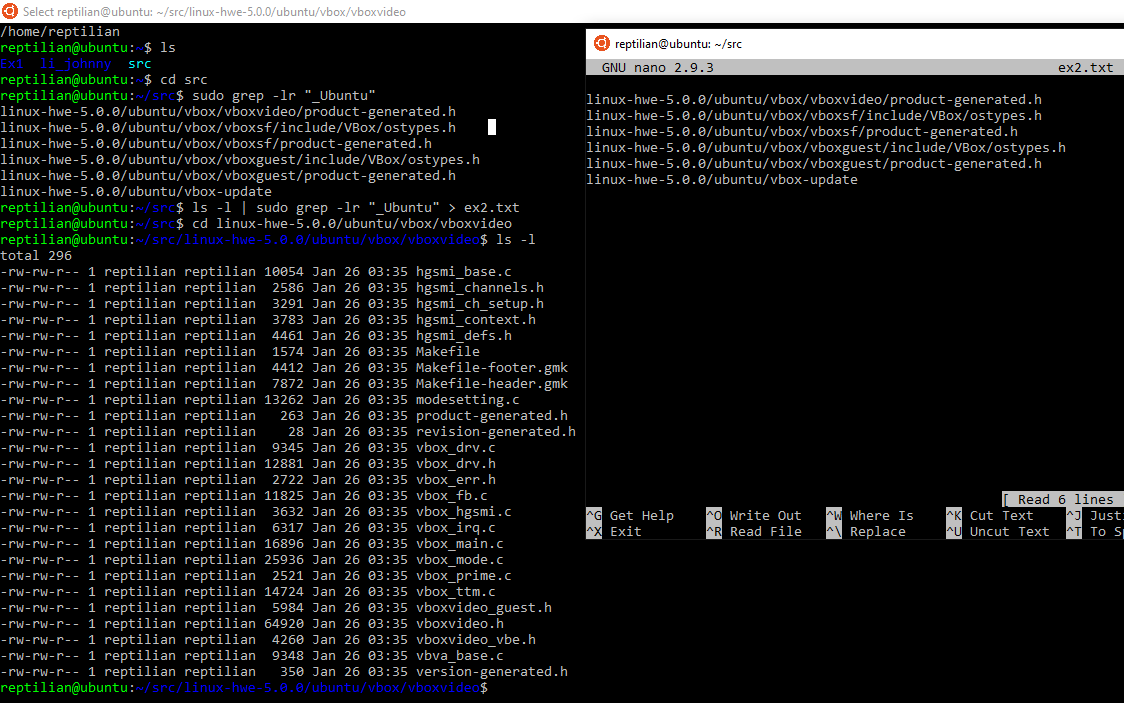 Select reptilian@ubuntu: ~/src/linux-hwe-5.0.0/ubuntu/vbox/vboxvideo
/home/reptilian
reptilian@ubuntu:~$ ls
Ex1  li_johnny  src
reptilian@ubuntu:~$ cd src
reptilian@ubuntu:~/src$ sudo grep -lr "_Ubuntu"
linux-hwe-5.0.0/ubuntu/vbox/vboxvideo/product-generated.h
linux-hwe-5.0.0/ubuntu/vbox/vboxsf/include/VBox/ostypes.h
linux-hwe-5.0.0/ubuntu/vbox/vboxsf/product-generated.h
linux-hwe-5.0.0/ubuntu/vbox/vboxguest/include/VBox/ostypes.h
linux-hwe-5.0.0/ubuntu/vbox/vboxguest/product-generated.h
linux-hwe-5.0.0/ubuntu/vbox-update
reptilian@ubuntu:~/src$ ls -l | sudo grep -lr "_Ubuntu" > ex2.txt
reptilian@ubuntu:~/src$ cd linux-hwe-5.0.0/ubuntu/vbox/vboxvideo
reptilian@ubuntu:~/src/linux-hwe-5.0.0/ubuntu/vbox/vboxvideo$ ls -l
total 296
-rw-rw-r-- 1 reptilian reptilian 10054 Jan 26 03:35 hgsmi_base.c
-rw-rw-r-- 1 reptilian reptilian  2586 Jan 26 03:35 hgsmi_channels.h
-rw-rw-r-- 1 reptilian reptilian  3291 Jan 26 03:35 hgsmi_ch_setup.h
-rw-rw-r-- 1 reptilian reptilian  3783 Jan 26 03:35 hgsmi_context.h
-rw-rw-r-- 1 reptilian reptilian  4461 Jan 26 03:35 hgsmi_defs.h
-rw-rw-r-- 1 reptilian reptilian  1574 Jan 26 03:35 Makefile
-rw-rw-r-- 1 reptilian reptilian  4412 Jan 26 03:35 Makefile-footer.gmk
-rw-rw-r-- 1 reptilian reptilian  7872 Jan 26 03:35 Makefile-header.gmk
-rw-rw-r-- 1 reptilian reptilian 13262 Jan 26 03:35 modesetting.c
-rw-rw-r-- 1 reptilian reptilian   263 Jan 26 03:35 product-generated.h
-rw-rw-r-- 1 reptilian reptilian    28 Jan 26 03:35 revision-generated.h
-rw-rw-r-- 1 reptilian reptilian  9345 Jan 26 03:35 vbox_drv.c
-rw-rw-r-- 1 reptilian reptilian 12881 Jan 26 03:35 vbox_drv.h
-rw-rw-r-- 1 reptilian reptilian  2722 Jan 26 03:35 vbox_err.h
-rw-rw-r-- 1 reptilian reptilian 11825 Jan 26 03:35 vbox_fb.c
-rw-rw-r-- 1 reptilian reptilian  3632 Jan 26 03:35 vbox_hgsmi.c
-rw-rw-r-- 1 reptilian reptilian  6317 Jan 26 03:35 vbox_irq.c
-rw-rw-r-- 1 reptilian reptilian 16896 Jan 26 03:35 vbox_main.c
-rw-rw-r-- 1 reptilian reptilian 25936 Jan 26 03:35 vbox_mode.c
-rw-rw-r-- 1 reptilian reptilian  2521 Jan 26 03:35 vbox_prime.c
-rw-rw-r-- 1 reptilian reptilian 14724 Jan 26 03:35 vbox_ttm.c
-rw-rw-r-- 1 reptilian reptilian  5984 Jan 26 03:35 vboxvideo_guest.h
-rw-rw-r-- 1 reptilian reptilian 64920 Jan 26 03:35 vboxvideo.h
-rw-rw-r-- 1 reptilian reptilian  4260 Jan 26 03:35 vboxvideo_vbe.h
-rw-rw-r-- 1 reptilian reptilian  9348 Jan 26 03:35 vbva_base.c
-rw-rw-r-- 1 reptilian reptilian   350 Jan 26 03:35 version-generated.h
reptilian@ubuntu:~/src/linux-hwe-5.0.0/ubuntu/vbox/vboxvideo$
reptilian@ubuntu: ~/src
GNU nano 2.9.3 ex2.txt
linux-hwe-5.0.0/ubuntu/vbox/vboxvideo/product-generated.h
linux-hwe-5.0.0/ubuntu/vbox/vboxsf/include/VBox/ostypes.h
linux-hwe-5.0.0/ubuntu/vbox/vboxsf/product-generated.h
linux-hwe-5.0.0/ubuntu/vbox/vboxguest/include/VBox/ostypes.h
linux-hwe-5.0.0/ubuntu/vbox/vboxguest/product-generated.h
linux-hwe-5.0.0/ubuntu/vbox-update
[ Read 6 lines
^G Get Help ^O Write Out ^W Where Is ^K Cut Text ^J Justi
^X Exit ^R Read File ^\ Replace ^U Uncut Text ^T To Sp